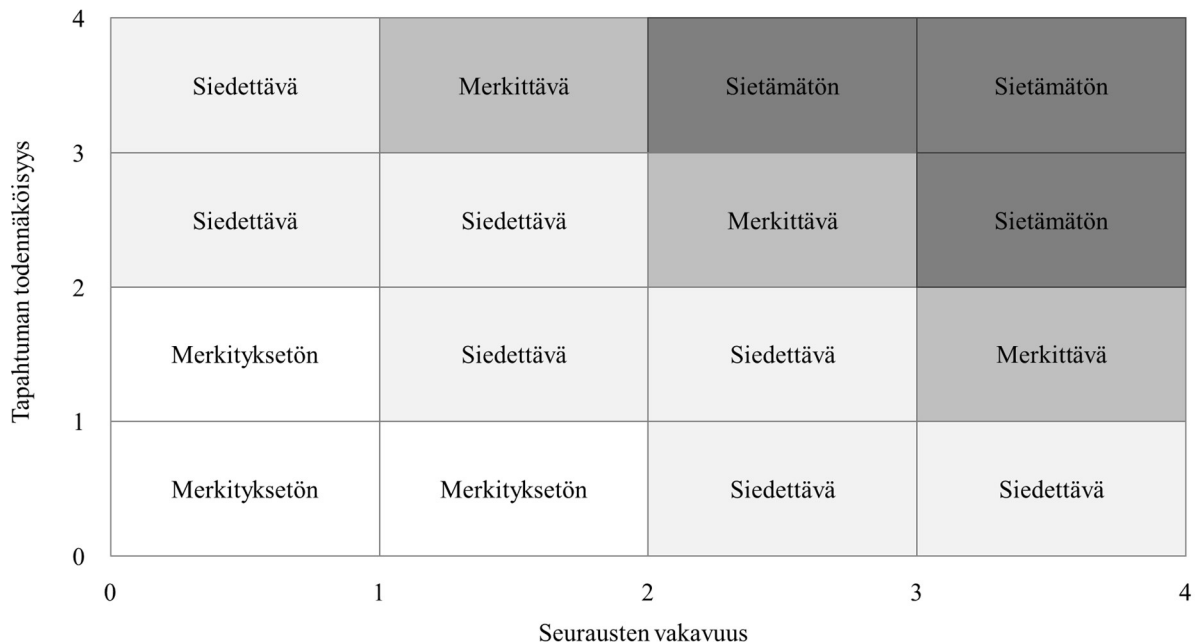 4
Siedettävä
Merkittävä
Sietämätön
Sietämätön
3
Siedettävä
Siedettävä
Merkittävä
Sietämätön
2
Merkityksetön
Siedettävä
Siedettävä
Merkittävä
1
Merkityksetön
Merkityksetön
Siedettävä
Siedettävä
0
0
1
2
3
4
Tapahtuman todennäköisyys
Seurausten vakavuus